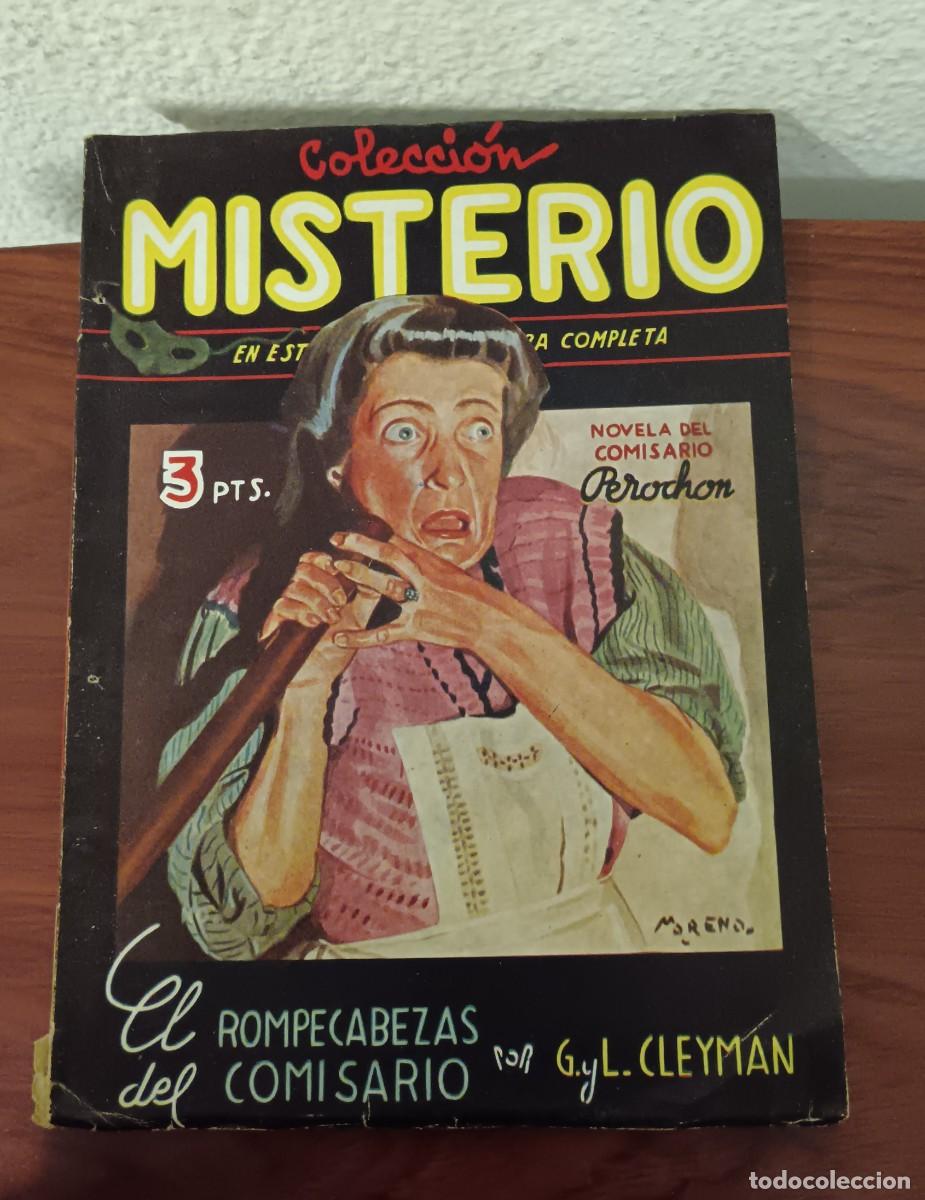 Colección
MISTERIO
EN EST RA COMPLETA
NOVELA DEL
COMISARIO
Perochon
3 PTS.
MORENO.
El ROMPECABEZAS
del COMISARIO por G. y L. CLEYMAN
todocoleccion